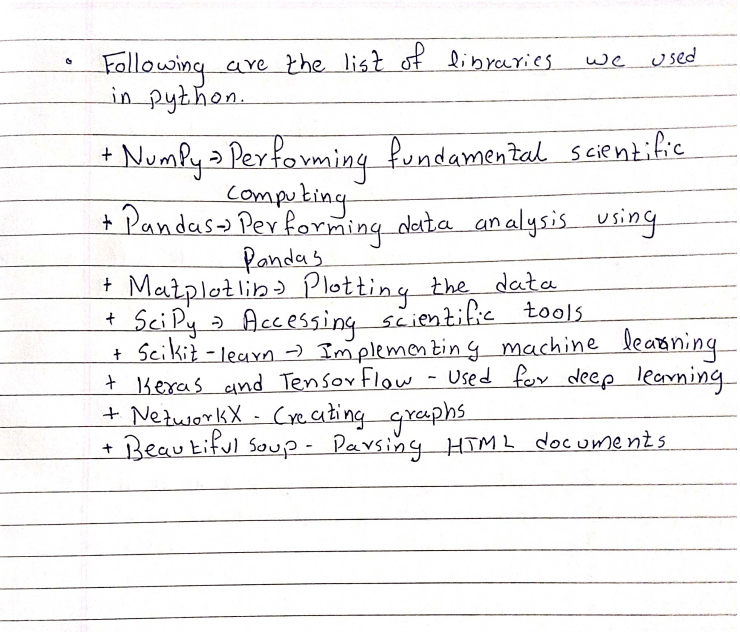 • Following are the list of libraries we used
in python.
+ NumPy → Performing fundamental scientific
computing
+ Pandas → Performing data analysis using
Pandas
+ Matplotlib → Plotting the data
+ SciPy → Accessing scientific tools
+ Scikit-learn → Implementing machine learning
+ Keras and TensorFlow - Used for deep learning
+ NetworkX - Creating graphs
+ Beautiful Soup - Parsing HTML documents